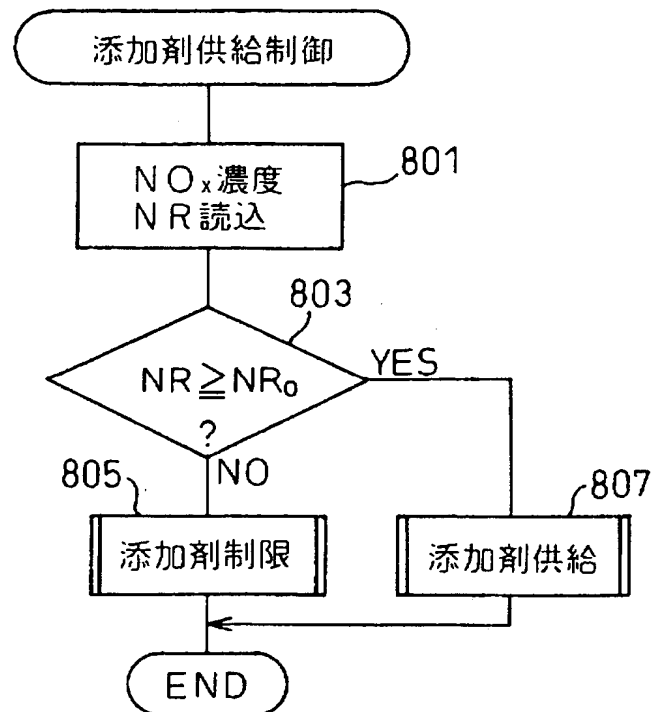 添加剤供給制御
801
NOx濃度
NR読込
803
NR≧NR₀
?
YES
NO
805
添加剤制限
807
添加剤供給
END